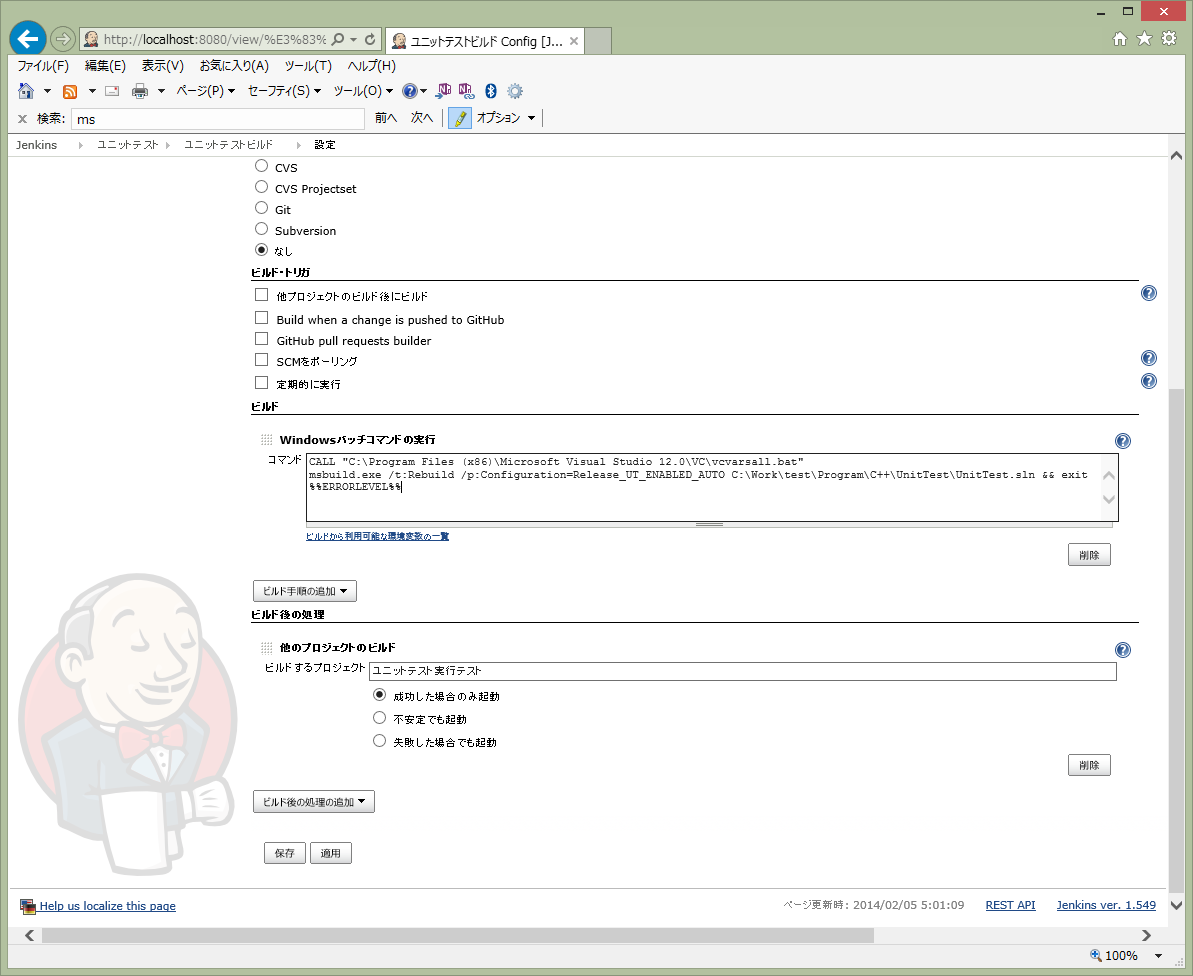 http://localhost:8080/view/%E3%83%
ユニットテストビルド Config [J...
ファイル(F) 編集(E) 表示(V) お気に入り(A) ツール(T) ヘルプ(H)
ページ(P) セーフティ(S) ツール(O)
検索: ms 前へ 次へ オプション
Jenkins ユニットテスト ユニットテストビルド 設定
CVS
CVS Projectset
Git
Subversion
なし
ビルド・トリガ
他プロジェクトのビルド後にビルド
Build when a change is pushed to GitHub
GitHub pull requests builder
SCMをポーリング
定期的に実行
ビルド
Windowsバッチコマンドの実行
コマンド
CALL "C:\Program Files (x86)\Microsoft Visual Studio 12.0\VC\vcvarsall.bat"
msbuild.exe /t:Rebuild /p:Configuration=Release_UT_ENABLED_AUTO C:\Work\test\Program\C++\UnitTest\UnitTest.sln && exit
%%ERRORLEVEL%%
ビルドから利用可能な環境変数の一覧
削除
ビルド手順の追加
ビルド後の処理
他のプロジェクトのビルド
ビルドするプロジェクト ユニットテスト実行テスト
成功した場合のみ起動
不安定でも起動
失敗した場合でも起動
削除
ビルド後の処理の追加
保存 適用
Help us localize this page ページ更新時: 2014/02/05 5:01:09 REST API Jenkins ver. 1.549
100%